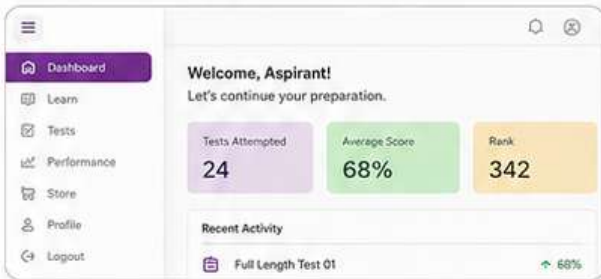 Dashboard
Learn
Tests
Performance
Store
Profile
Logout
Welcome, Aspirant!
Let's continue your preparation.
Tests Attempted
24
Average Score
68%
Rank
342
Recent Activity
Full Length Test 01
↑ 68%